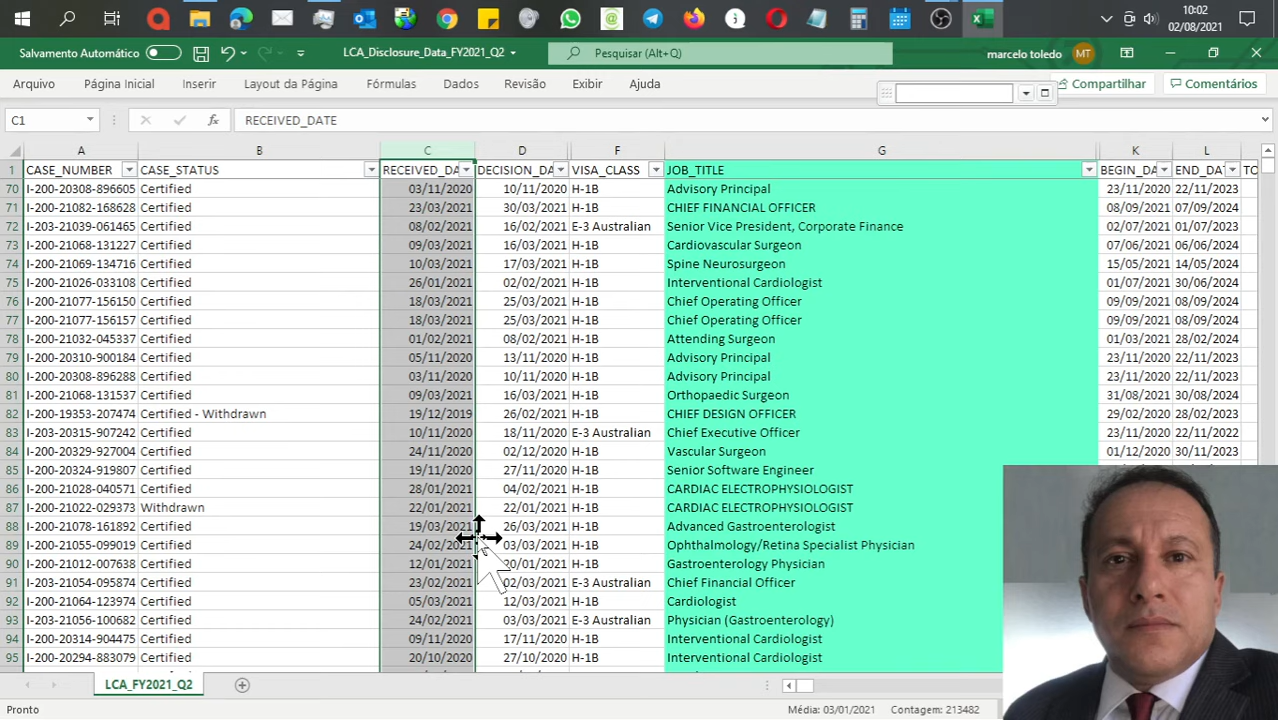 10:02
02/08/2021
Salvamento Automático LCA_Disclosure_Data_FY2021_Q2 Pesquisar (Alt+Q) marcelo toledo MT
Arquivo Página Inicial Inserir Layout da Página Fórmulas Dados Revisão Exibir Ajuda Compartilhar Comentários
C1 fx RECEIVED_DATE
A B C D F G K L
1 CASE_NUMBER CASE_STATUS RECEIVED_DA DECISION_DA VISA_CLASS JOB_TITLE BEGIN_DA END_DAT TO
70 I-200-20308-896605 Certified 03/11/2020 10/11/2020 H-1B Advisory Principal 23/11/2020 22/11/2023
71 I-200-21082-168628 Certified 23/03/2021 30/03/2021 H-1B CHIEF FINANCIAL OFFICER 08/09/2021 07/09/2024
72 I-203-21039-061465 Certified 08/02/2021 16/02/2021 E-3 Australian Senior Vice President, Corporate Finance 02/07/2021 01/07/2023
73 I-200-21068-131227 Certified 09/03/2021 16/03/2021 H-1B Cardiovascular Surgeon 07/06/2021 06/06/2024
74 I-200-21069-134716 Certified 10/03/2021 17/03/2021 H-1B Spine Neurosurgeon 15/05/2021 14/05/2024
75 I-200-21026-033108 Certified 26/01/2021 02/02/2021 H-1B Interventional Cardiologist 01/07/2021 30/06/2024
76 I-200-21077-156150 Certified 18/03/2021 25/03/2021 H-1B Chief Operating Officer 09/09/2021 08/09/2024
77 I-200-21077-156157 Certified 18/03/2021 25/03/2021 H-1B Chief Operating Officer 09/09/2021 08/09/2024
78 I-200-21032-045337 Certified 01/02/2021 08/02/2021 H-1B Attending Surgeon 01/03/2021 28/02/2024
79 I-200-20310-900184 Certified 05/11/2020 13/11/2020 H-1B Advisory Principal 23/11/2020 22/11/2023
80 I-200-20308-896288 Certified 03/11/2020 10/11/2020 H-1B Advisory Principal 23/11/2020 22/11/2023
81 I-200-21068-131537 Certified 09/03/2021 16/03/2021 H-1B Orthopaedic Surgeon 31/08/2021 30/08/2024
82 I-200-19353-207474 Certified - Withdrawn 19/12/2019 26/02/2021 H-1B CHIEF DESIGN OFFICER 29/02/2020 28/02/2023
83 I-203-20315-907242 Certified 10/11/2020 18/11/2020 E-3 Australian Chief Executive Officer 23/11/2020 22/11/2022
84 I-200-20329-927004 Certified 24/11/2020 02/12/2020 H-1B Vascular Surgeon 01/12/2020 30/11/2023
85 I-200-20324-919807 Certified 19/11/2020 27/11/2020 H-1B Senior Software Engineer
86 I-200-21028-040571 Certified 28/01/2021 04/02/2021 H-1B CARDIAC ELECTROPHYSIOLOGIST
87 I-200-21022-029373 Withdrawn 22/01/2021 22/01/2021 H-1B CARDIAC ELECTROPHYSIOLOGIST
88 I-200-21078-161892 Certified 19/03/2021 26/03/2021 H-1B Advanced Gastroenterologist
89 I-200-21055-099019 Certified 24/02/2021 03/03/2021 H-1B Ophthalmology/Retina Specialist Physician
90 I-200-21012-007638 Certified 12/01/2021 20/01/2021 H-1B Gastroenterology Physician
91 I-203-21054-095874 Certified 23/02/2021 02/03/2021 E-3 Australian Chief Financial Officer
92 I-200-21064-123974 Certified 05/03/2021 12/03/2021 H-1B Cardiologist
93 I-203-21056-100682 Certified 24/02/2021 03/03/2021 E-3 Australian Physician (Gastroenterology)
94 I-200-20314-904475 Certified 09/11/2020 17/11/2020 H-1B Interventional Cardiologist
95 I-200-20294-883079 Certified 20/10/2020 27/10/2020 H-1B Interventional Cardiologist
LCA_FY2021_Q2
Pronto Média: 03/01/2021 Contagem: 213482